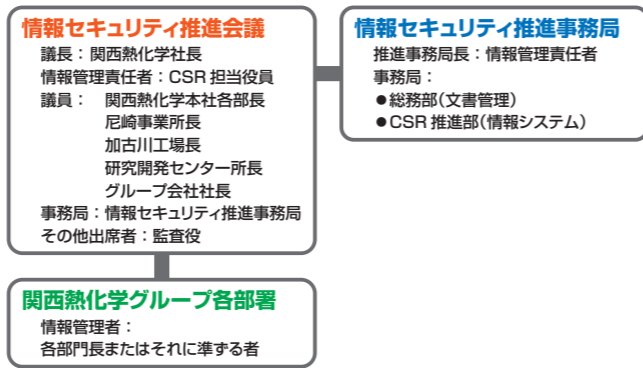 情報セキュリティ推進会議
議長：関西熱化学社長
情報管理責任者：CSR 担当役員
議員： 関西熱化学本社各部長
尼崎事業所長
加古川工場長
研究開発センター所長
グループ会社社長
事務局：情報セキュリティ推進事務局
その他出席者：監査役
情報セキュリティ推進事務局
推進事務局長：情報管理責任者
事務局：
●総務部（文書管理）
●CSR 推進部（情報システム）
関西熱化学グループ各部署
情報管理者：
各部門長またはそれに準ずる者